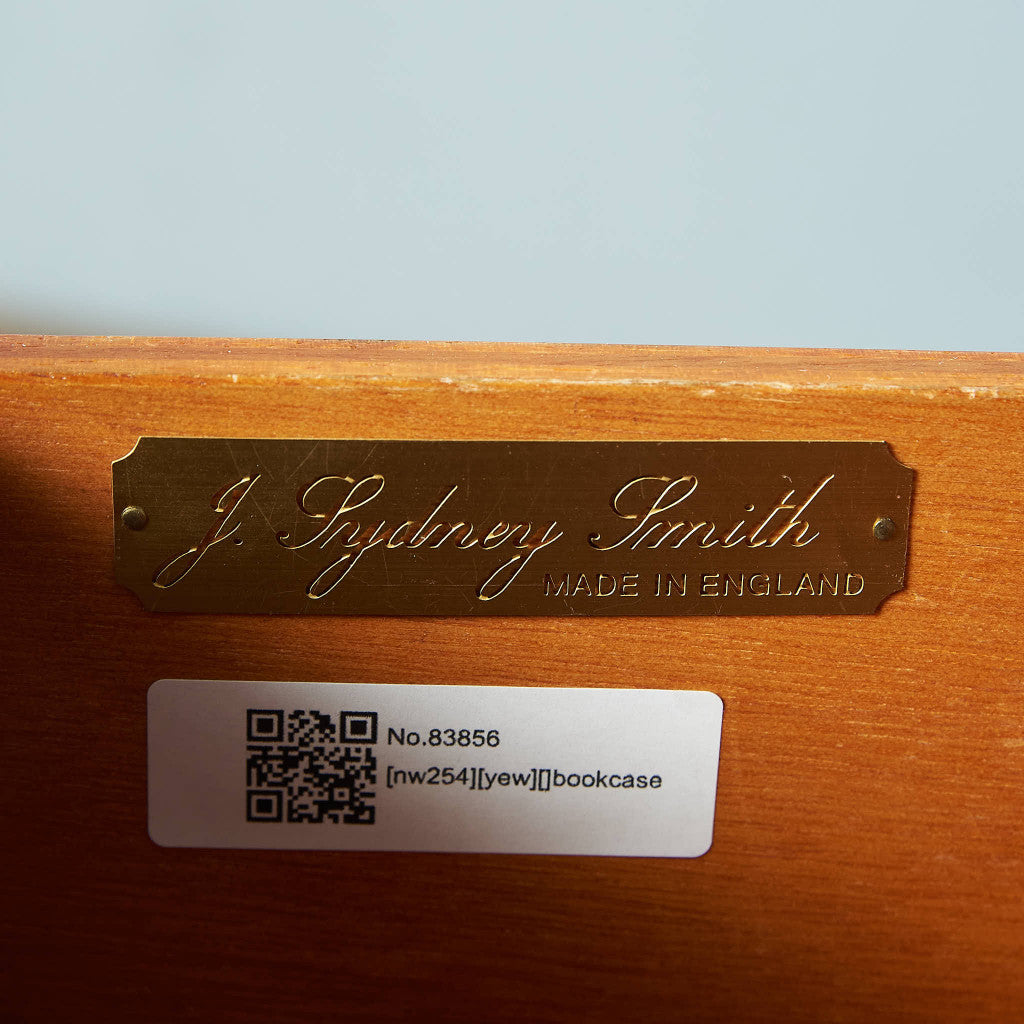 J. Sydney Smith
MADE IN ENGLAND
No.83856
[nw254][yew][]bookcase